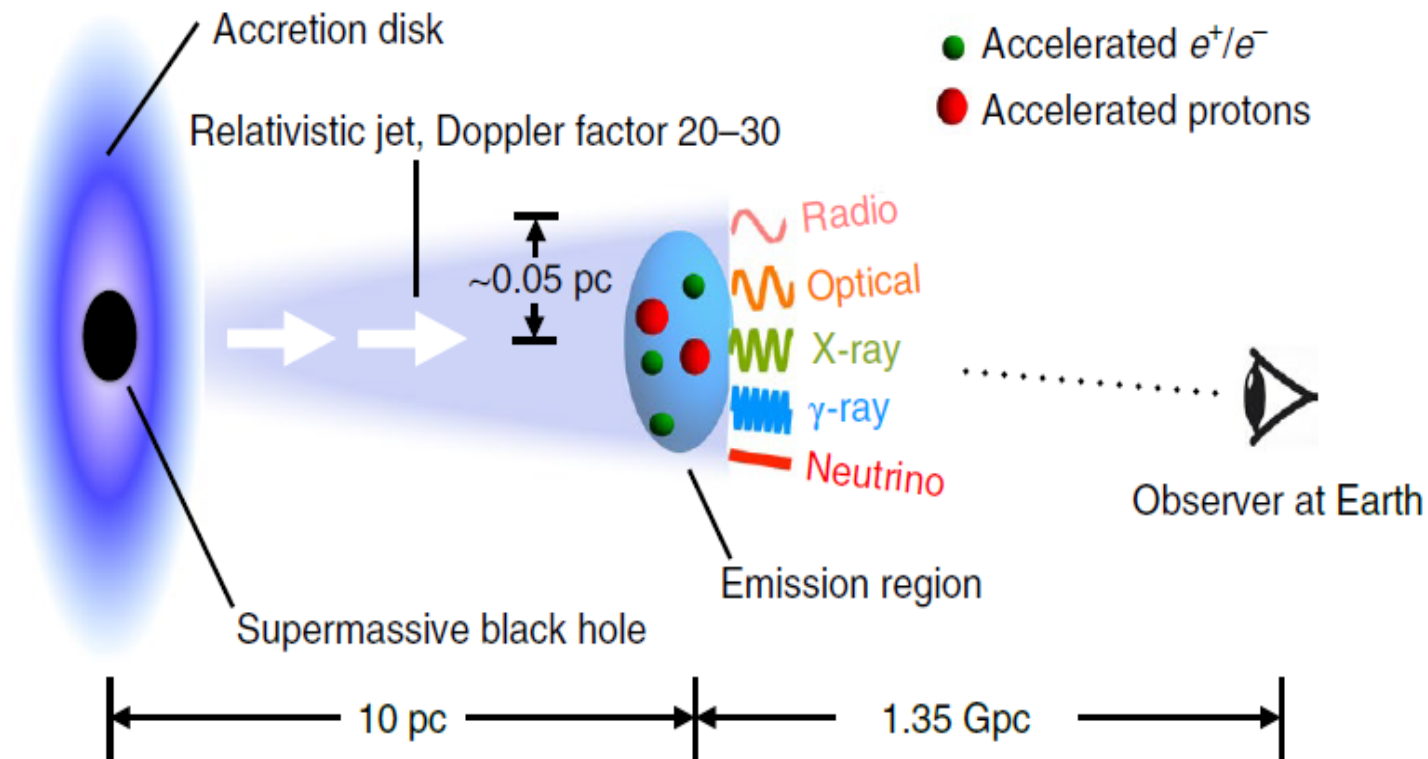 Accretion disk
Accelerated e⁺/e⁻
Accelerated protons
Relativistic jet, Doppler factor 20–30
~0.05 pc
Radio
Optical
X-ray
γ-ray
Neutrino
Observer at Earth
Emission region
Supermassive black hole
10 pc
1.35 Gpc